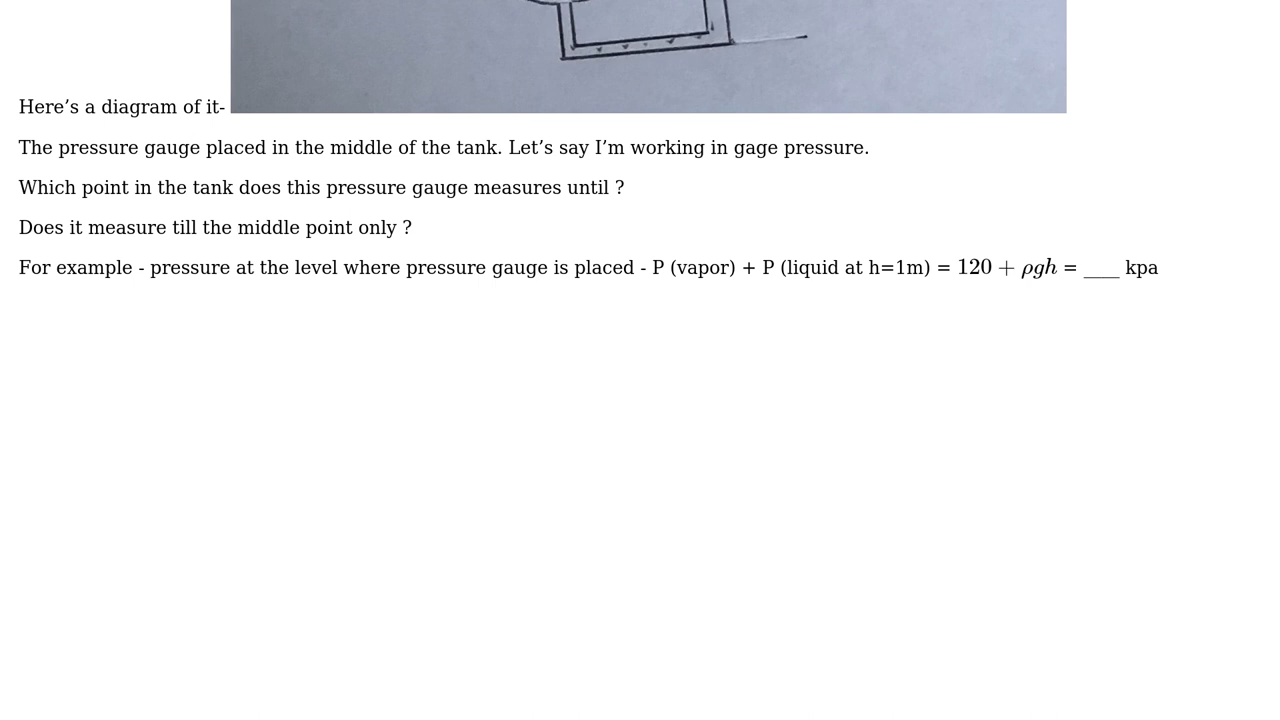 Here’s a diagram of it-
The pressure gauge placed in the middle of the tank. Let’s say I’m working in gage pressure.
Which point in the tank does this pressure gauge measures until ?
Does it measure till the middle point only ?
For example - pressure at the level where pressure gauge is placed - P (vapor) + P (liquid at h=1m) = 120 + ρgh = ____ kpa